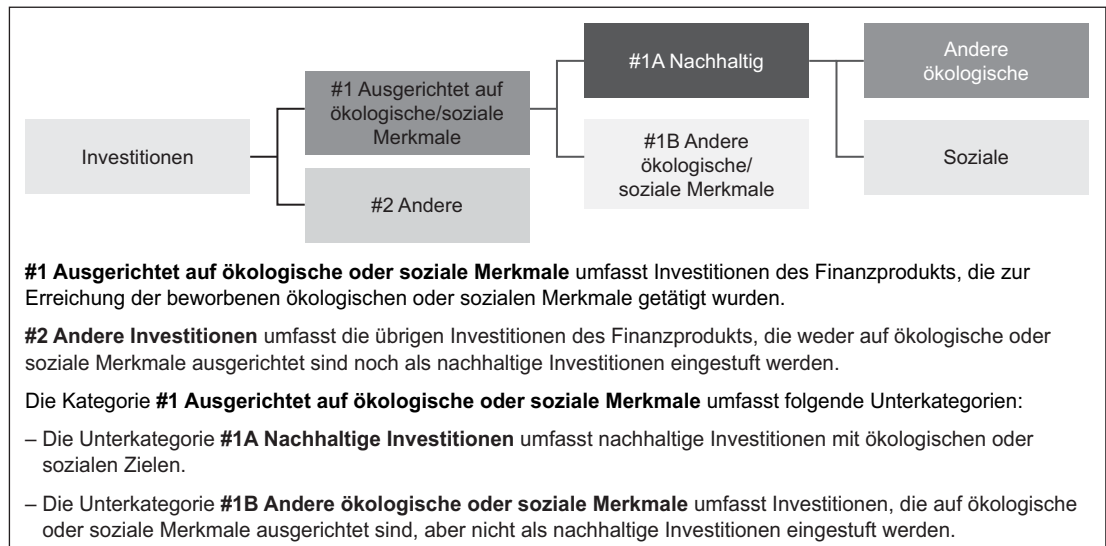 #1A Nachhaltig
Andere
ökologische
#1 Ausgerichtet auf
ökologische/soziale
Merkmale
Investitionen
#1B Andere
ökologische/
soziale Merkmale
Soziale
#2 Andere
#1 Ausgerichtet auf ökologische oder soziale Merkmale umfasst Investitionen des Finanzprodukts, die zur
Erreichung der beworbenen ökologischen oder sozialen Merkmale getätigt wurden.
#2 Andere Investitionen umfasst die übrigen Investitionen des Finanzprodukts, die weder auf ökologische oder
soziale Merkmale ausgerichtet sind noch als nachhaltige Investitionen eingestuft werden.
Die Kategorie #1 Ausgerichtet auf ökologische oder soziale Merkmale umfasst folgende Unterkategorien:
– Die Unterkategorie #1A Nachhaltige Investitionen umfasst nachhaltige Investitionen mit ökologischen oder
sozialen Zielen.
– Die Unterkategorie #1B Andere ökologische oder soziale Merkmale umfasst Investitionen, die auf ökologische
oder soziale Merkmale ausgerichtet sind, aber nicht als nachhaltige Investitionen eingestuft werden.